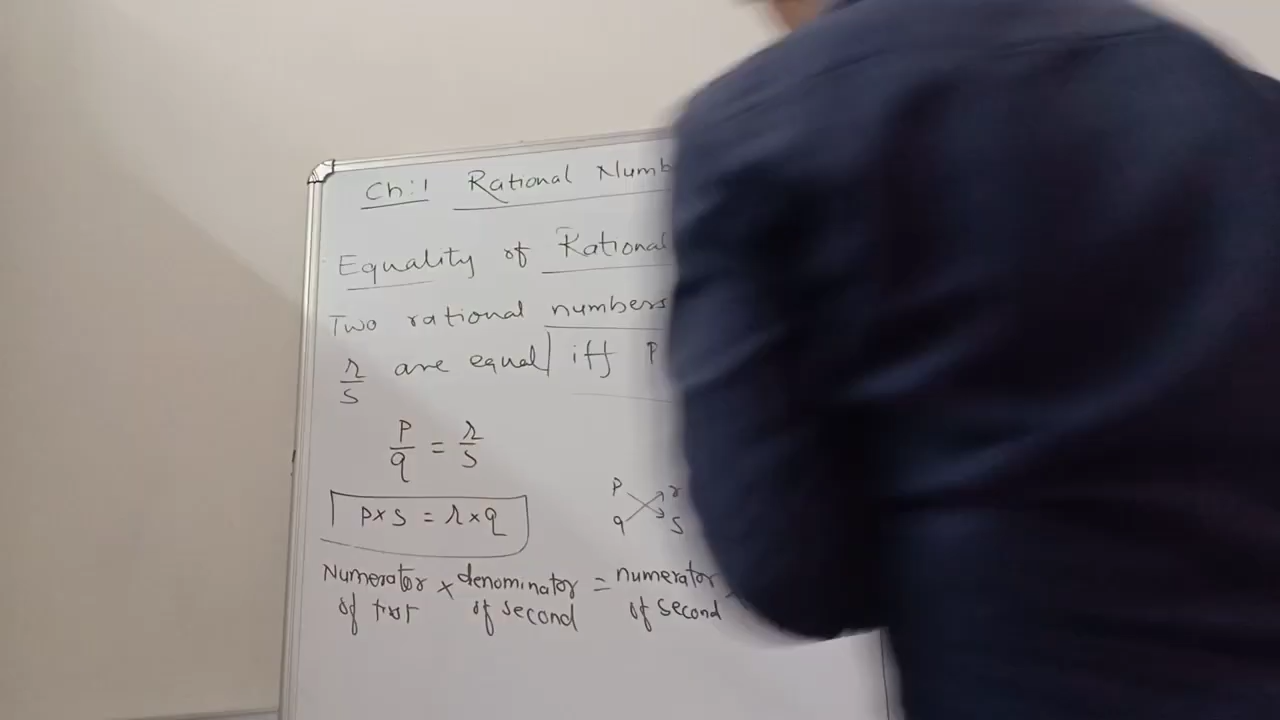 Ch:1 Rational Numb
Equality of Rational
Two rational numbers
r/s are equal iff P
P/q = r/s
P × S = r × q
P r
q S
Numerator of first × denominator of second = numerator of second